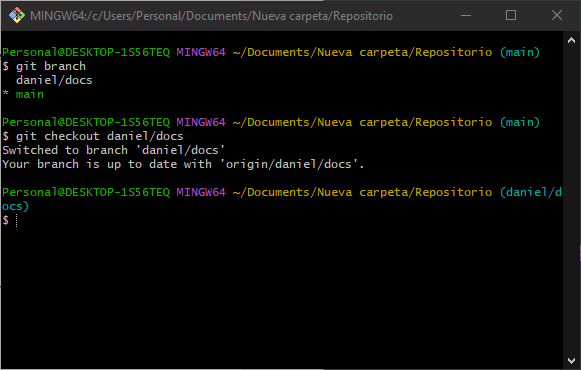 MINGW64:/c/Users/Personal/Documents/Nueva carpeta/Repositorio
Personal@DESKTOP-1S56TEQ MINGW64 ~/Documents/Nueva carpeta/Repositorio (main)
$ git branch
  daniel/docs
* main
Personal@DESKTOP-1S56TEQ MINGW64 ~/Documents/Nueva carpeta/Repositorio (main)
$ git checkout daniel/docs
Switched to branch 'daniel/docs'
Your branch is up to date with 'origin/daniel/docs'.
Personal@DESKTOP-1S56TEQ MINGW64 ~/Documents/Nueva carpeta/Repositorio (daniel/d
ocs)
$